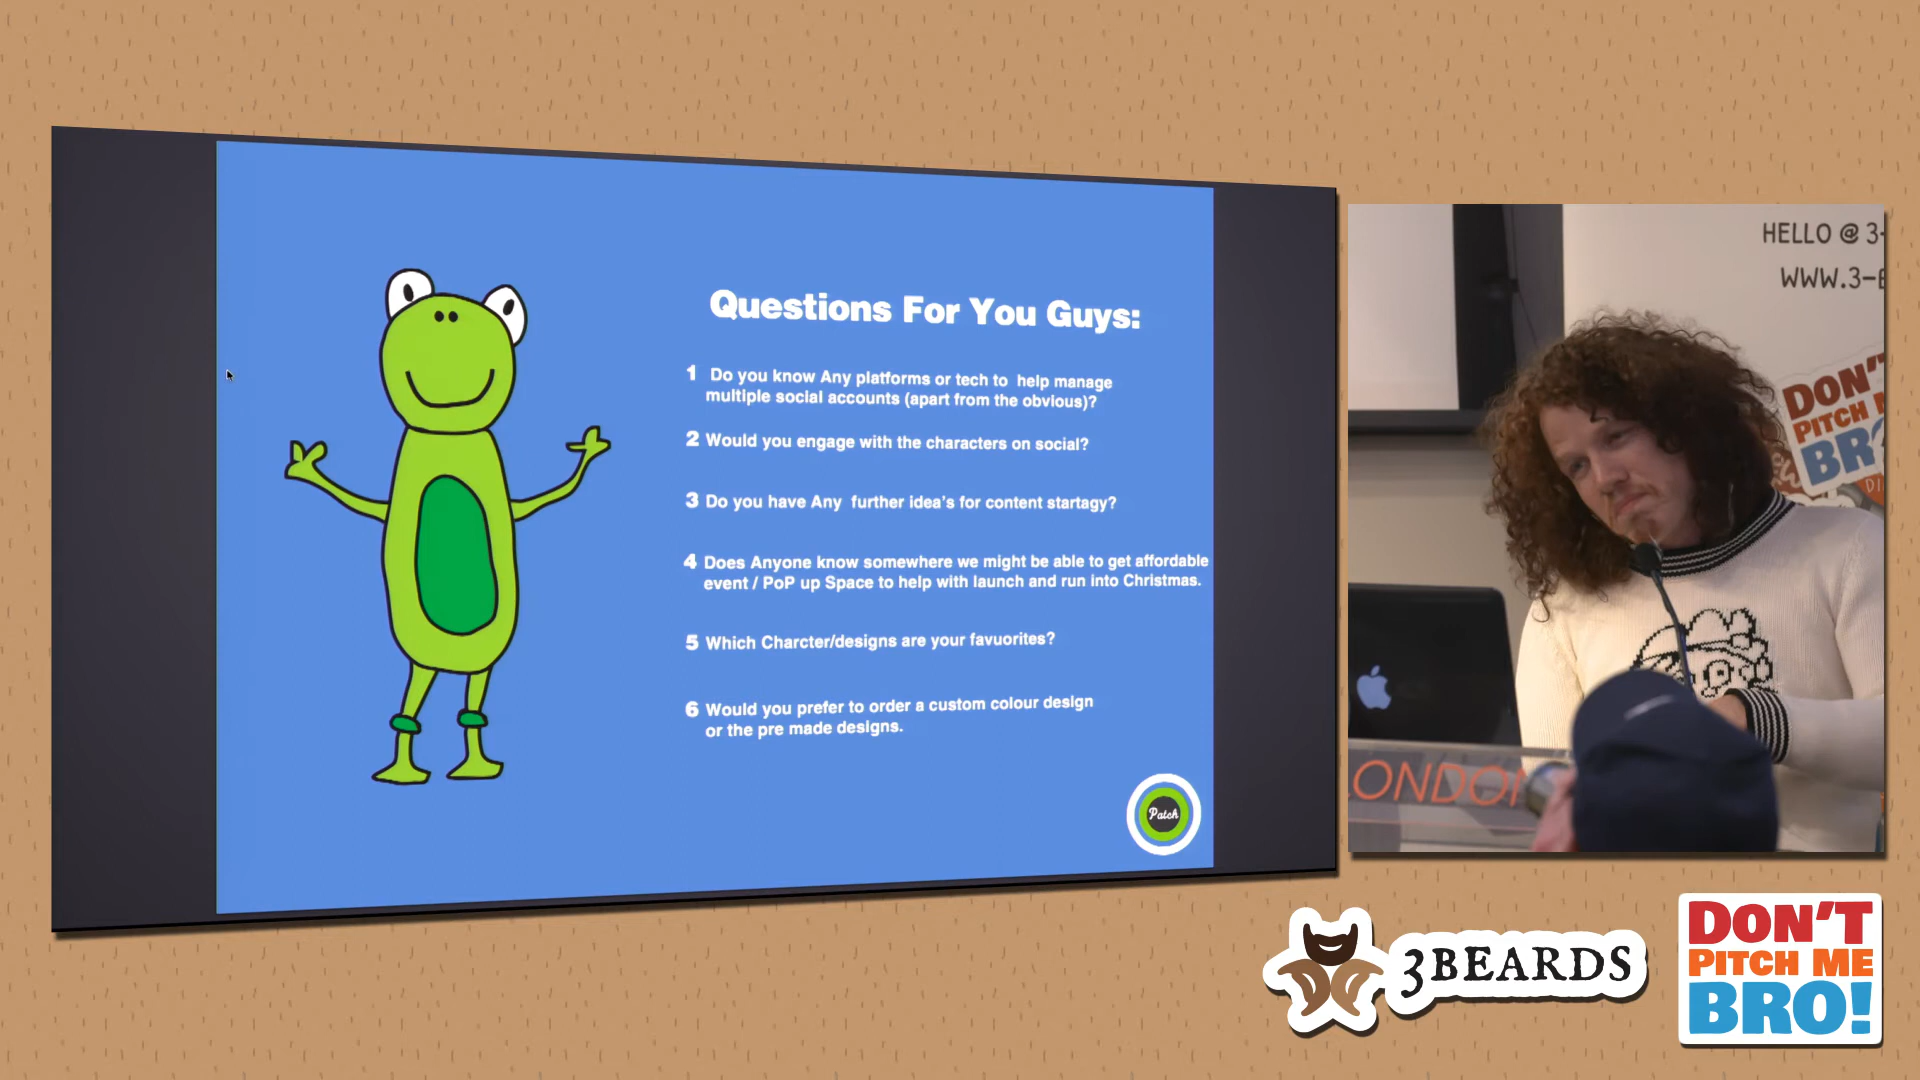 Questions For You Guys:
1 Do you know Any platforms or tech to help manage
multiple social accounts (apart from the obvious)?
2 Would you engage with the characters on social?
3 Do you have Any further idea's for content startagy?
4 Does Anyone know somewhere we might be able to get affordable
event / PoP up Space to help with launch and run into Christmas.
5 Which Charcter/designs are your favuorites?
6 Would you prefer to order a custom colour design
or the pre made designs.
Patch
HELLO @ 3-
WWW.3-
DON'T
PITCH ME
BRO
LONDON
3BEARDS
DON'T
PITCH ME
BRO!